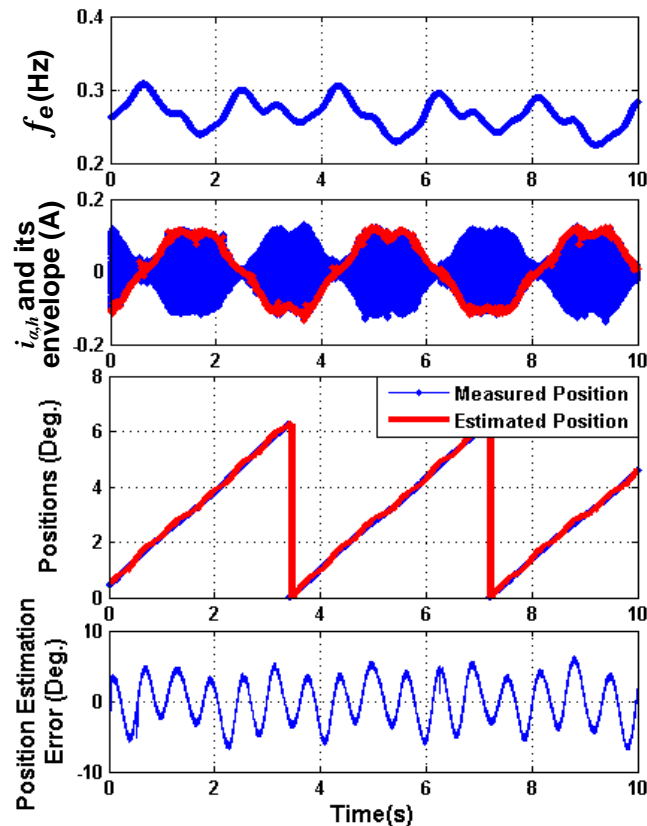 f_e (Hz)
0.4
0.3
0.2
0 2 4 6 8 10
i_{α,h} and its
envelope (A)
0.2
0
-0.2
0 2 4 6 8 10
Positions (Deg.)
8
6
4
2
0
Measured Position
Estimated Position
0 2 4 6 8 10
Position Estimation
Error (Deg.)
10
0
-10
0 2 4 6 8 10
Time(s)